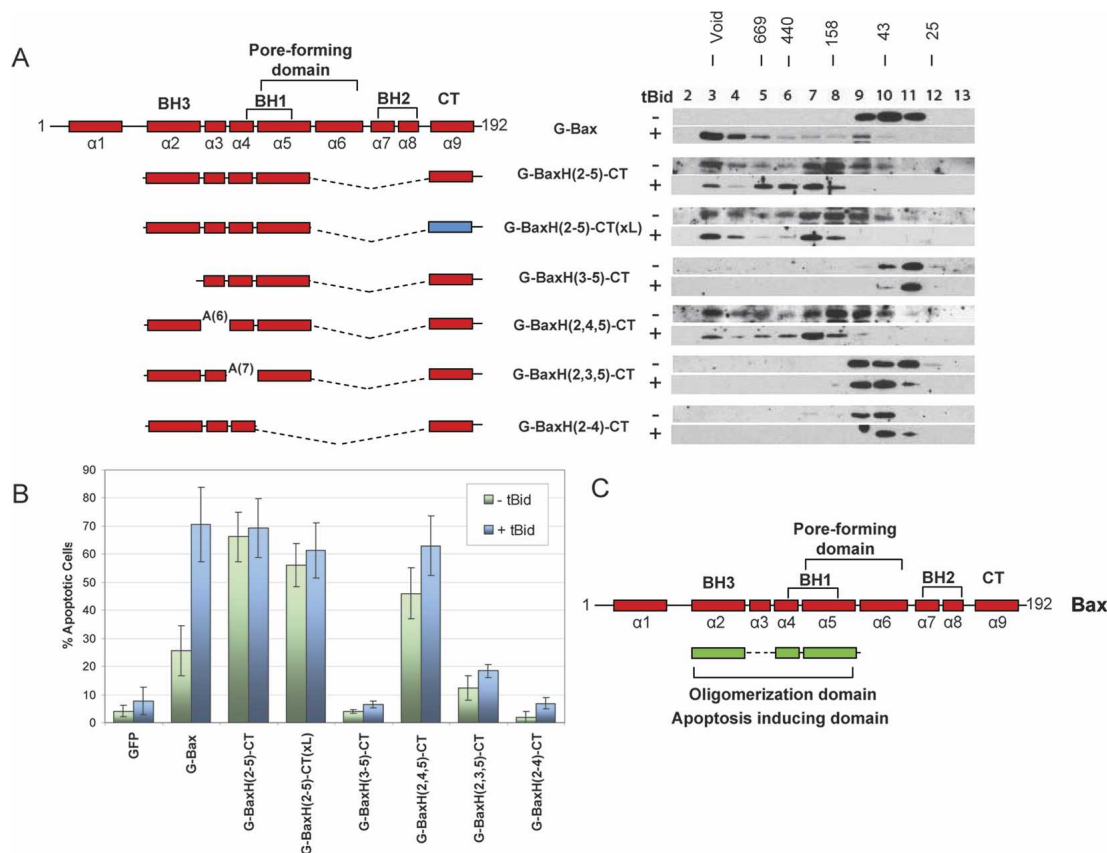 A
Pore-forming
domain
BH3
BH1
BH2
CT
1
192
α1
α2
α3
α4
α5
α6
α7
α8
α9
A(6)
A(7)
G-Bax
G-BaxH(2-5)-CT
G-BaxH(2-5)-CT(xL)
G-BaxH(3-5)-CT
G-BaxH(2,4,5)-CT
G-BaxH(2,3,5)-CT
G-BaxH(2-4)-CT
– Void
– 669
– 440
– 158
– 43
– 25
tBid 2 3 4 5 6 7 8 9 10 11 12 13
-
+
-
+
-
+
-
+
-
+
-
+
-
+
B
% Apoptotic Cells
90
80
70
60
50
40
30
20
10
0
- tBid
+ tBid
GFP
G-Bax
G-BaxH(2-5)-CT
G-BaxH(2-5)-CT(xL)
G-BaxH(3-5)-CT
G-BaxH(2,4,5)-CT
G-BaxH(2,3,5)-CT
G-BaxH(2-4)-CT
C
Pore-forming
domain
BH3
BH1
BH2
CT
1
192
Bax
α1
α2
α3
α4
α5
α6
α7
α8
α9
Oligomerization domain
Apoptosis inducing domain